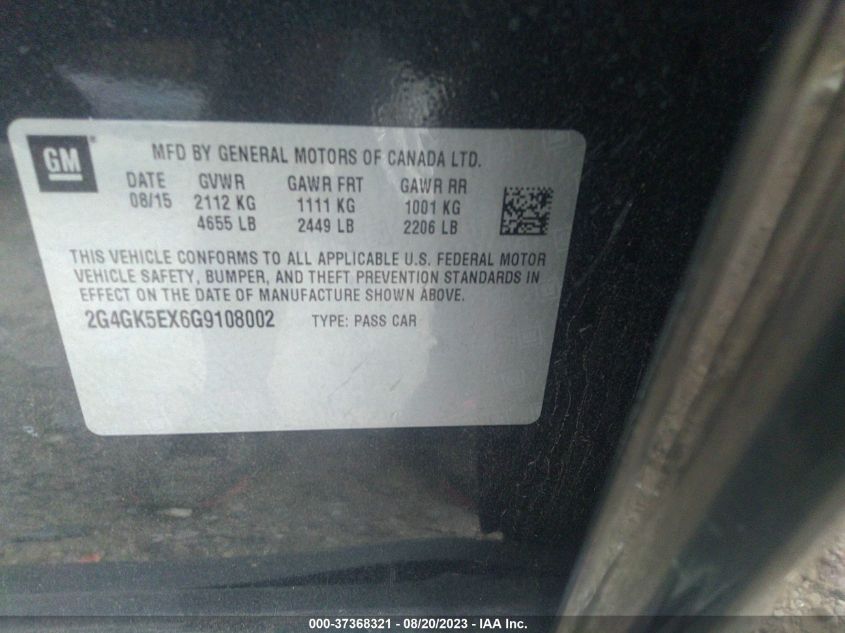 GM
MFD BY GENERAL MOTORS OF CANADA LTD.
DATE GVWR GAWR FRT GAWR RR
08/15 2112 KG 1111 KG 1001 KG
4655 LB 2449 LB 2206 LB
THIS VEHICLE CONFORMS TO ALL APPLICABLE U.S. FEDERAL MOTOR
VEHICLE SAFETY, BUMPER, AND THEFT PREVENTION STANDARDS IN
EFFECT ON THE DATE OF MANUFACTURE SHOWN ABOVE.
2G4GK5EX6G9108002 TYPE: PASS CAR
000-37368321 - 08/20/2023 - IAA Inc.